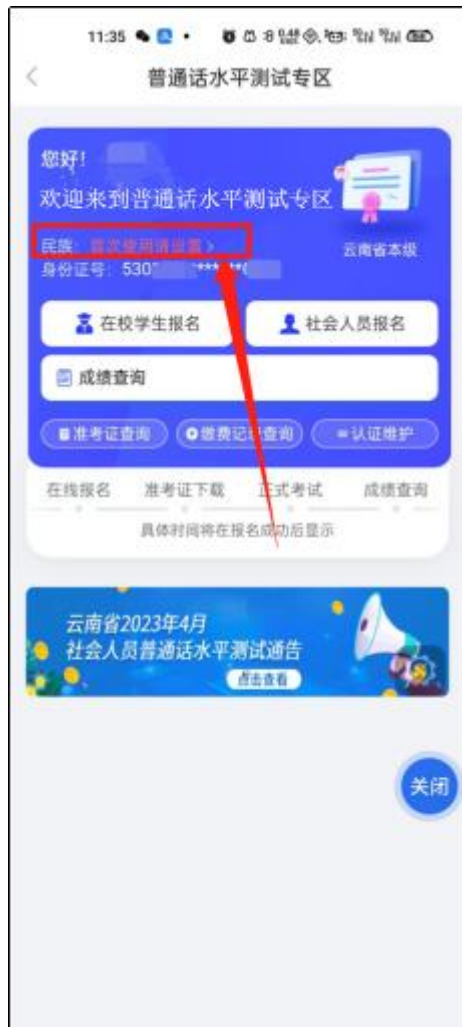 11:35
普通话水平测试专区
您好!
欢迎来到普通话水平测试专区
民族: 首次使用请设置 >
云南省本级
身份证号: 530
在校学生报名
社会人员报名
成绩查询
准考证查询
缴费记录查询
认证维护
在线报名 准考证下载 正式考试 成绩查询
具体时间将在报名成功后显示
云南省2023年4月
社会人员普通话水平测试通告
点击查看
关闭